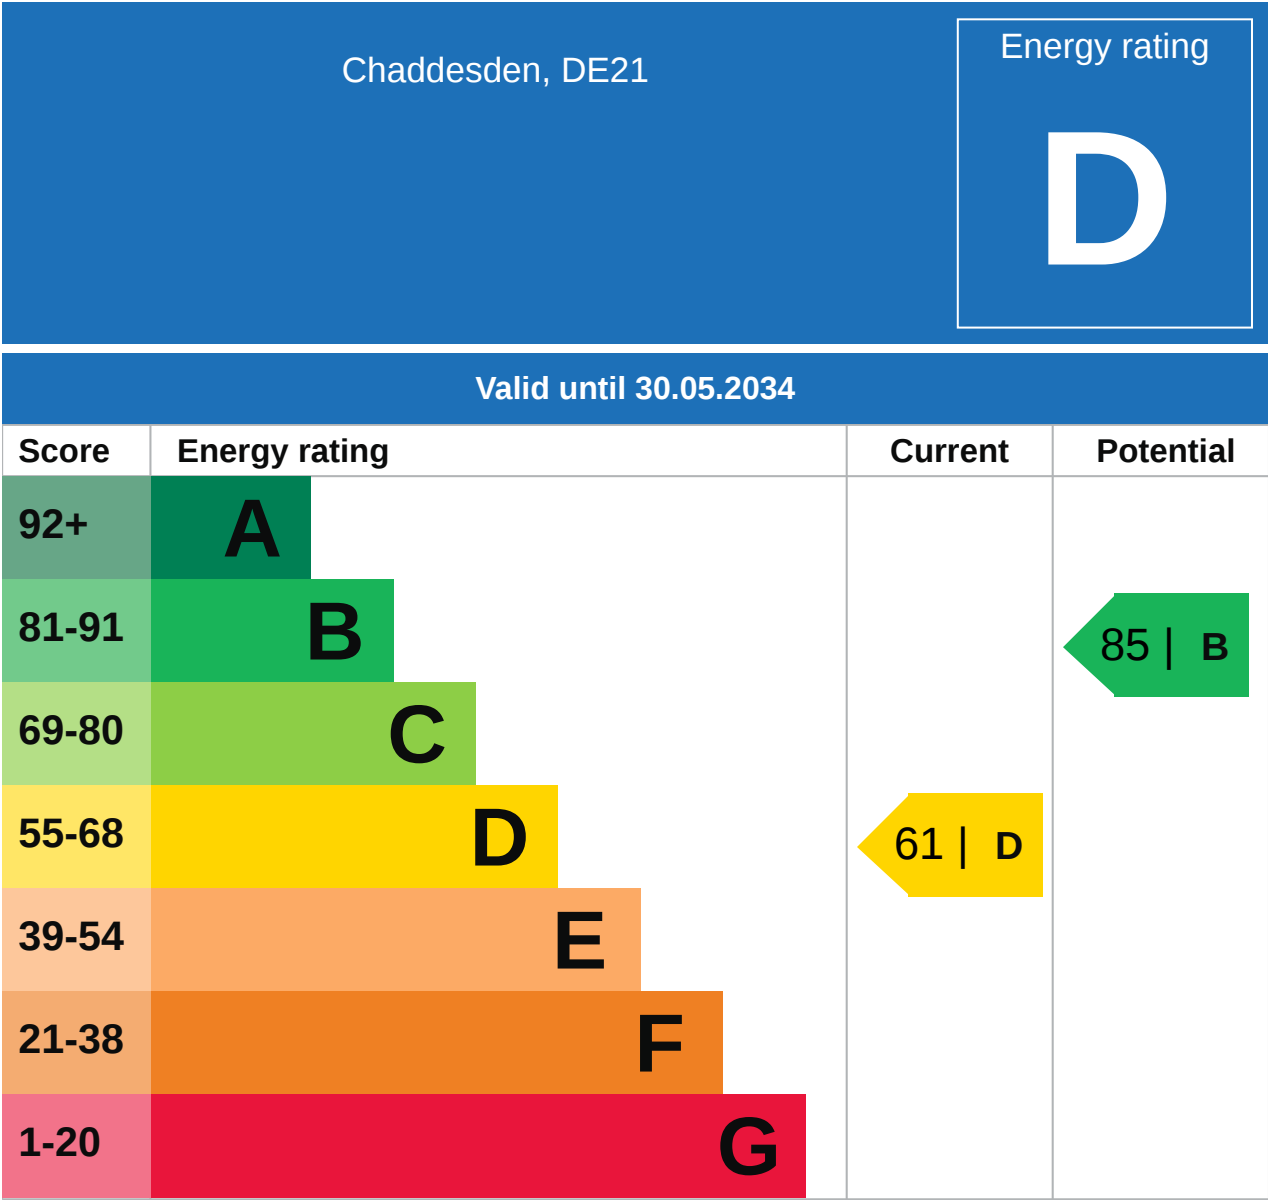 Chaddesden, DE21
Energy rating
D
Valid until 30.05.2034
Score Energy rating Current Potential
92+ A
81-91 B
85 | B
69-80 C
55-68 D
61 | D
39-54 E
21-38 F
1-20 G